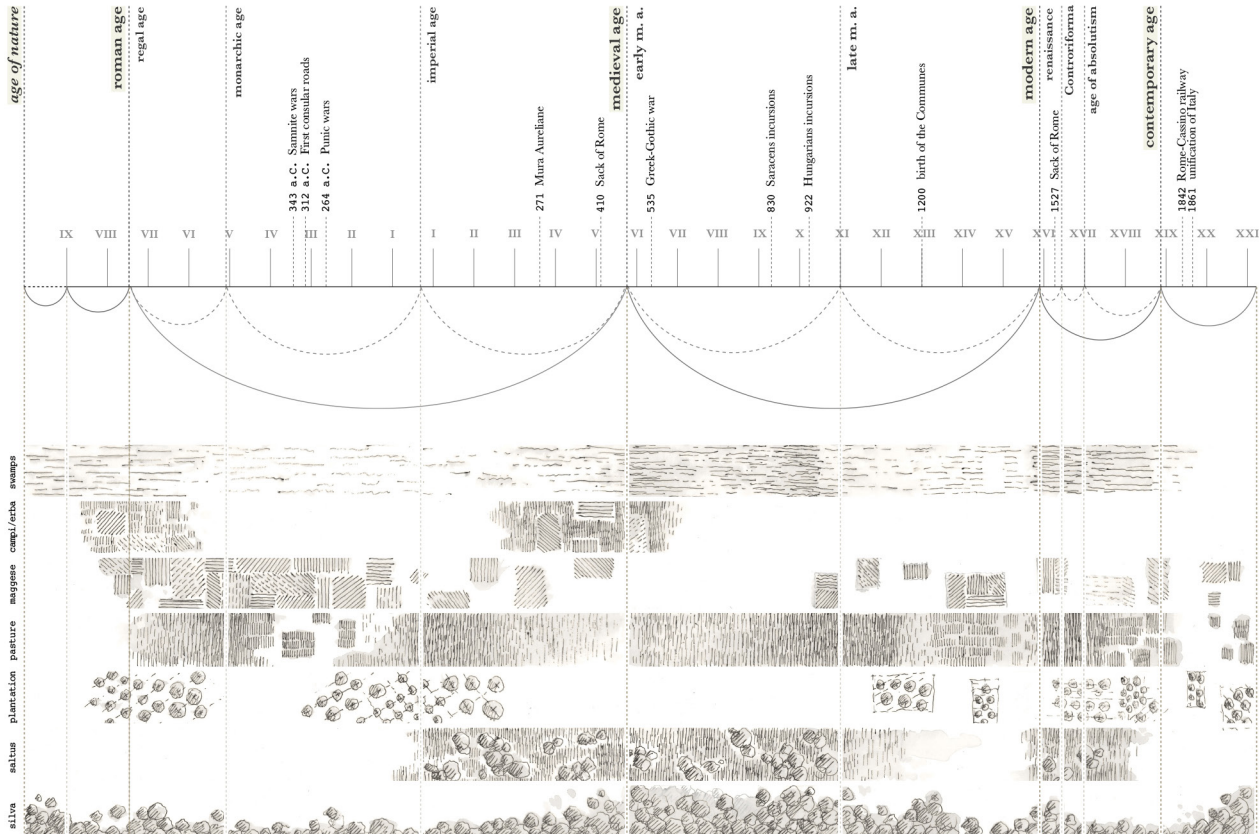 age of nature
roman age
regal age
monarchic age
imperial age
medieval age
early m. a.
late m. a.
modern age
renaissance
Controriforma
age of absolutism
contemporary age
343 a.C. Samnite wars
312 a.C. First consular roads
264 a.C. Punic wars
271 Mura Aureliane
410 Sack of Rome
535 Greek-Gothic war
830 Saracens incursions
922 Hungarians incursions
1200 birth of the Communes
1527 Sack of Rome
1842 Rome-Cassino railway
1861 unification of Italy
IX VIII VII VI V IV III II I I II III IV V VI VII VIII IX X XI XII XIII XIV XV XVI XVII XVIII XIX XX XXI
swamps
campi/erba
maggese
pasture
plantation
saltus
silva